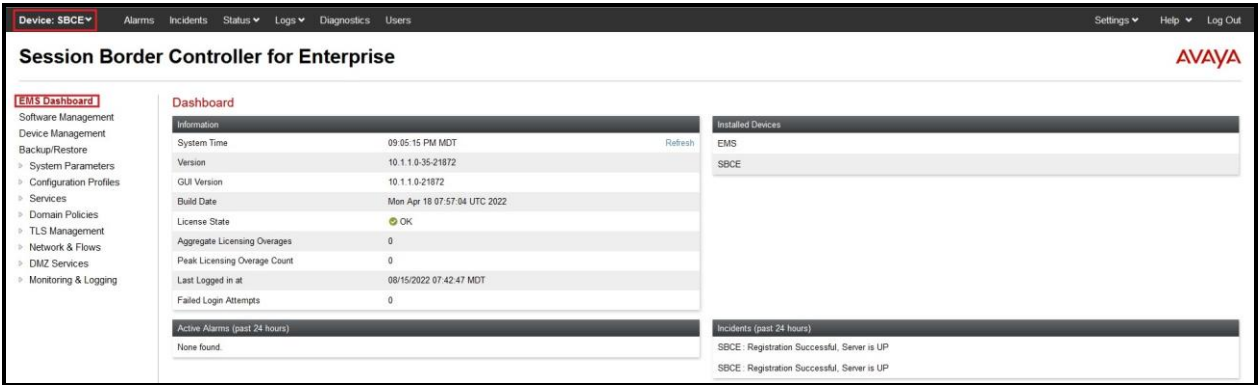 Device: SBCE Alarms Incidents Status Logs Diagnostics Users Settings Help Log Out
Session Border Controller for Enterprise
AVAYA
EMS Dashboard
Software Management
Device Management
Backup/Restore
System Parameters
Configuration Profiles
Services
Domain Policies
TLS Management
Network & Flows
DMZ Services
Monitoring & Logging
Dashboard
Information
System Time 09:05:15 PM MDT Refresh
Version 10.1.1.0-35-21872
GUI Version 10.1.1.0-21872
Build Date Mon Apr 18 07:57:04 UTC 2022
License State OK
Aggregate Licensing Overages 0
Peak Licensing Overage Count 0
Last Logged in at 08/15/2022 07:42:47 MDT
Failed Login Attempts 0
Installed Devices
EMS
SBCE
Active Alarms (past 24 hours)
None found.
Incidents (past 24 hours)
SBCE : Registration Successful, Server is UP
SBCE : Registration Successful, Server is UP